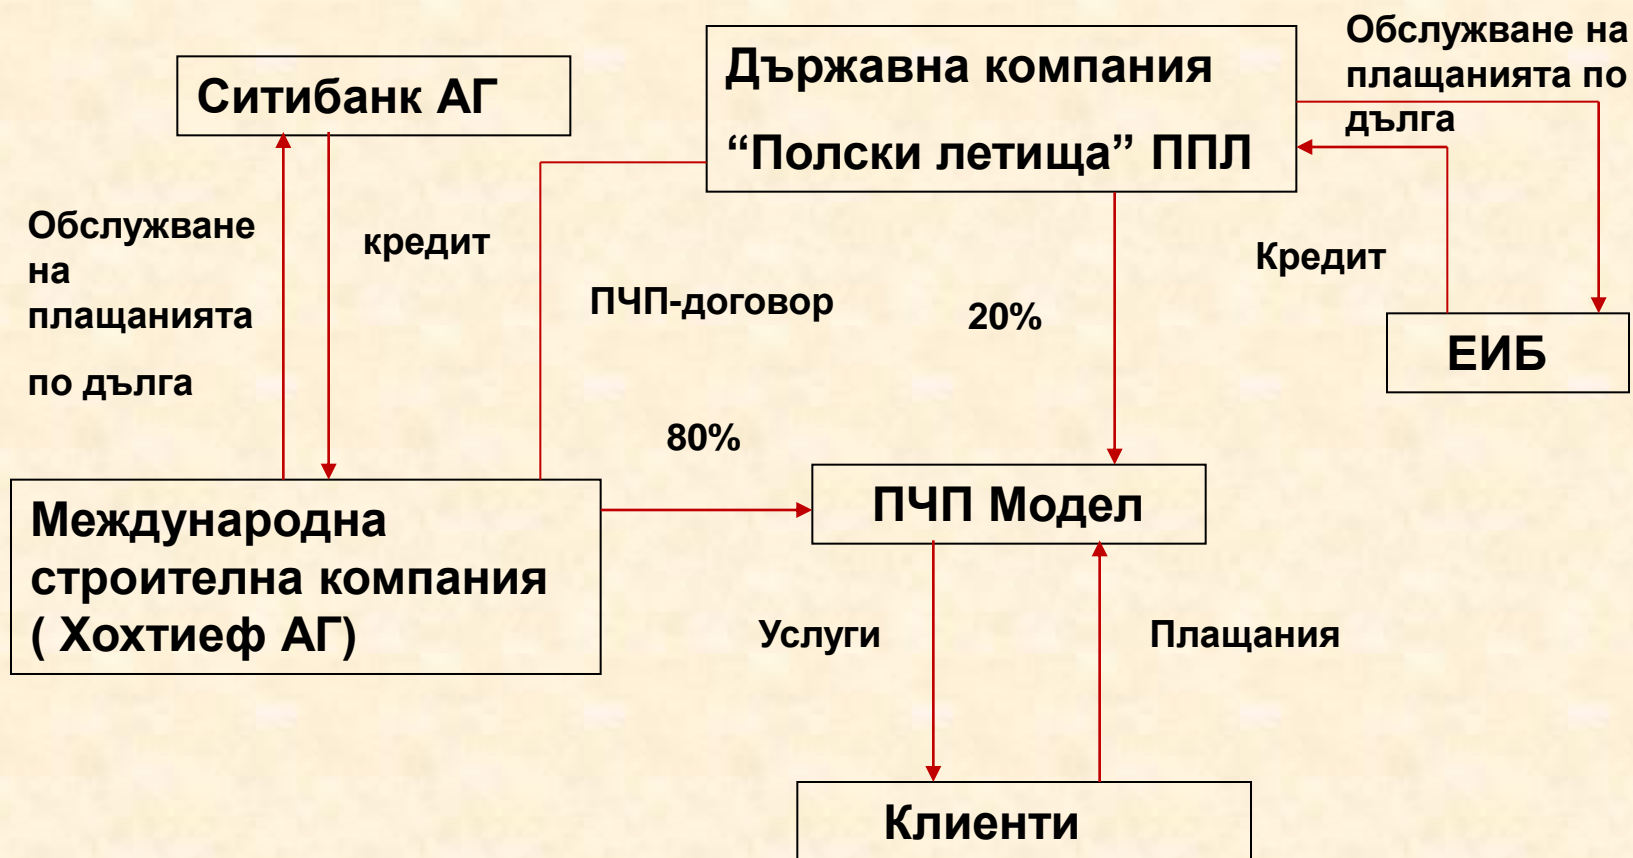 Обслужване на
плащанията по
дълга
Държавна компания
“Полски летища” ППЛ
Ситибанк АГ
Обслужване
на
плащанията
по дълга
кредит
ПЧП-договор
20%
Кредит
ЕИБ
80%
Международна
строителна компания
( Хохтиеф АГ)
ПЧП Модел
Услуги
Плащания
Клиенти